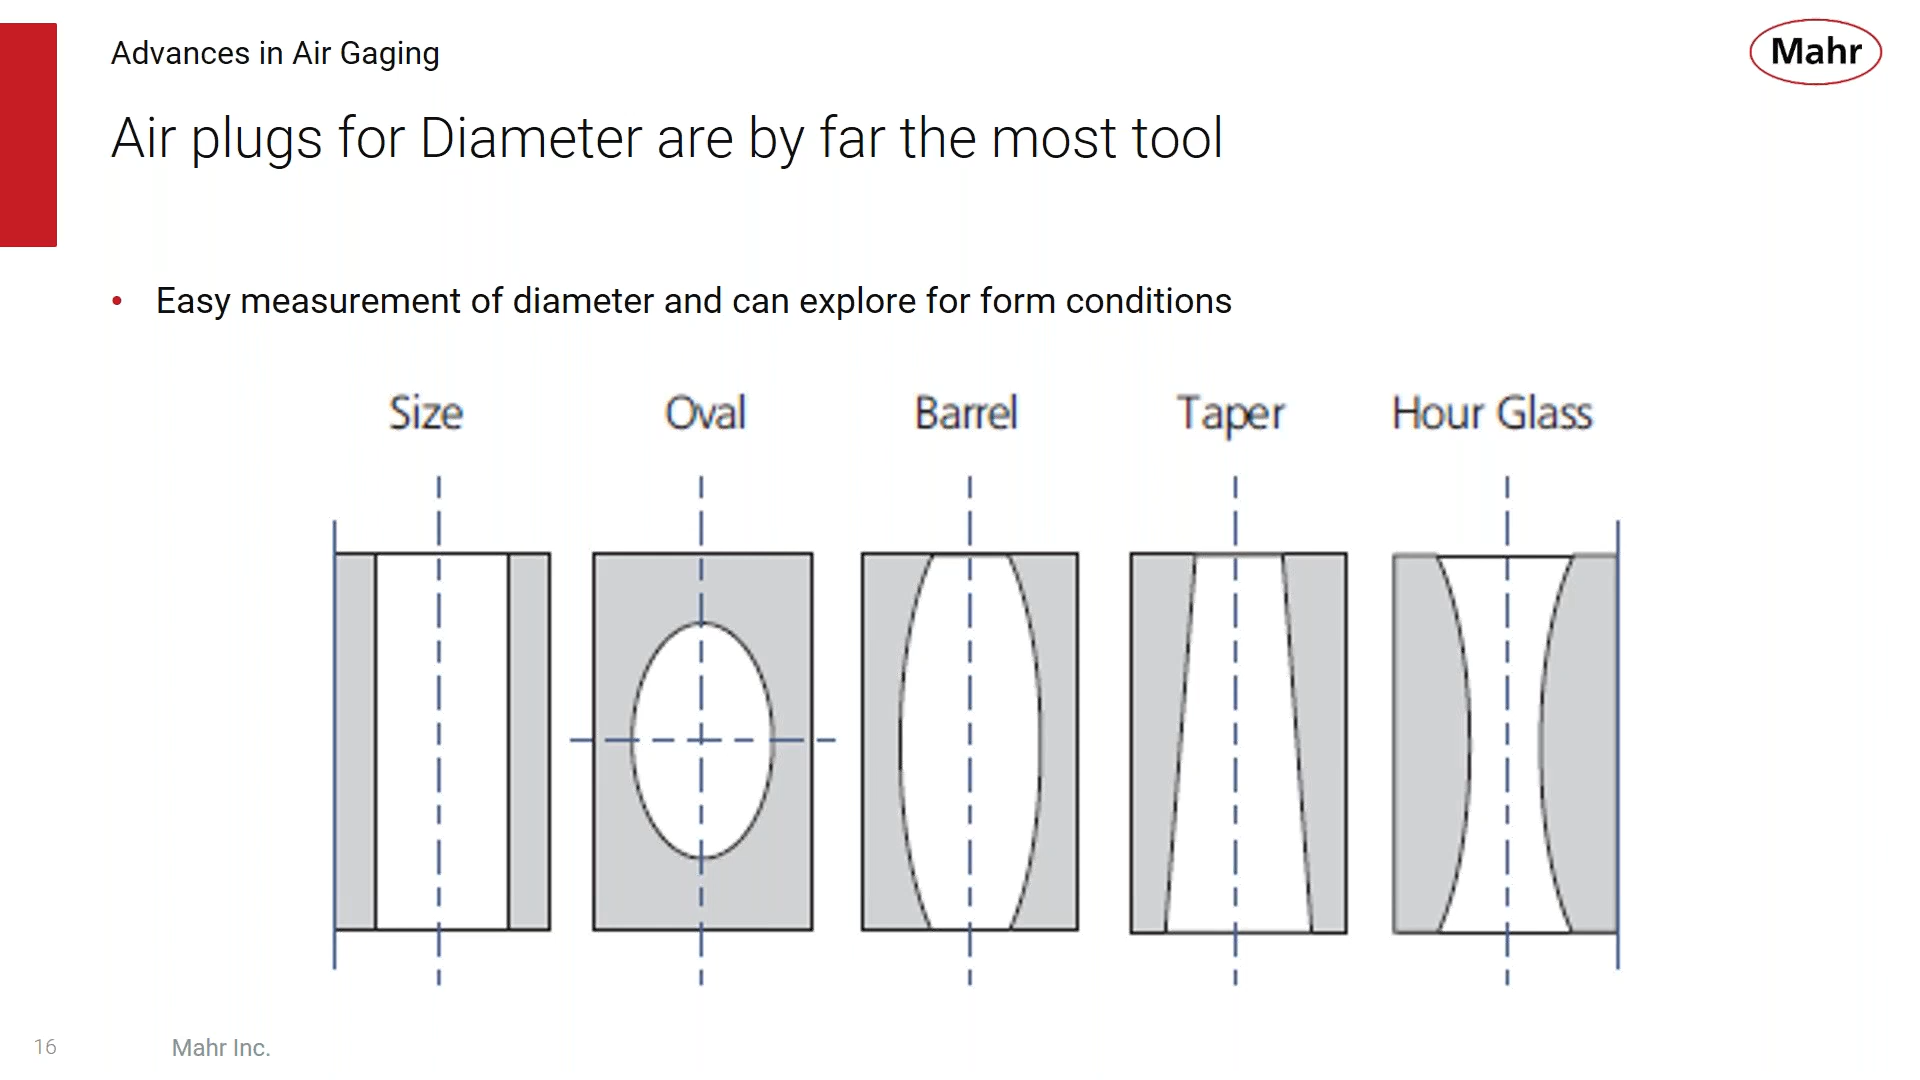 Advances in Air Gaging
Mahr
Air plugs for Diameter are by far the most tool
• Easy measurement of diameter and can explore for form conditions
Size Oval Barrel Taper Hour Glass
16 Mahr Inc.